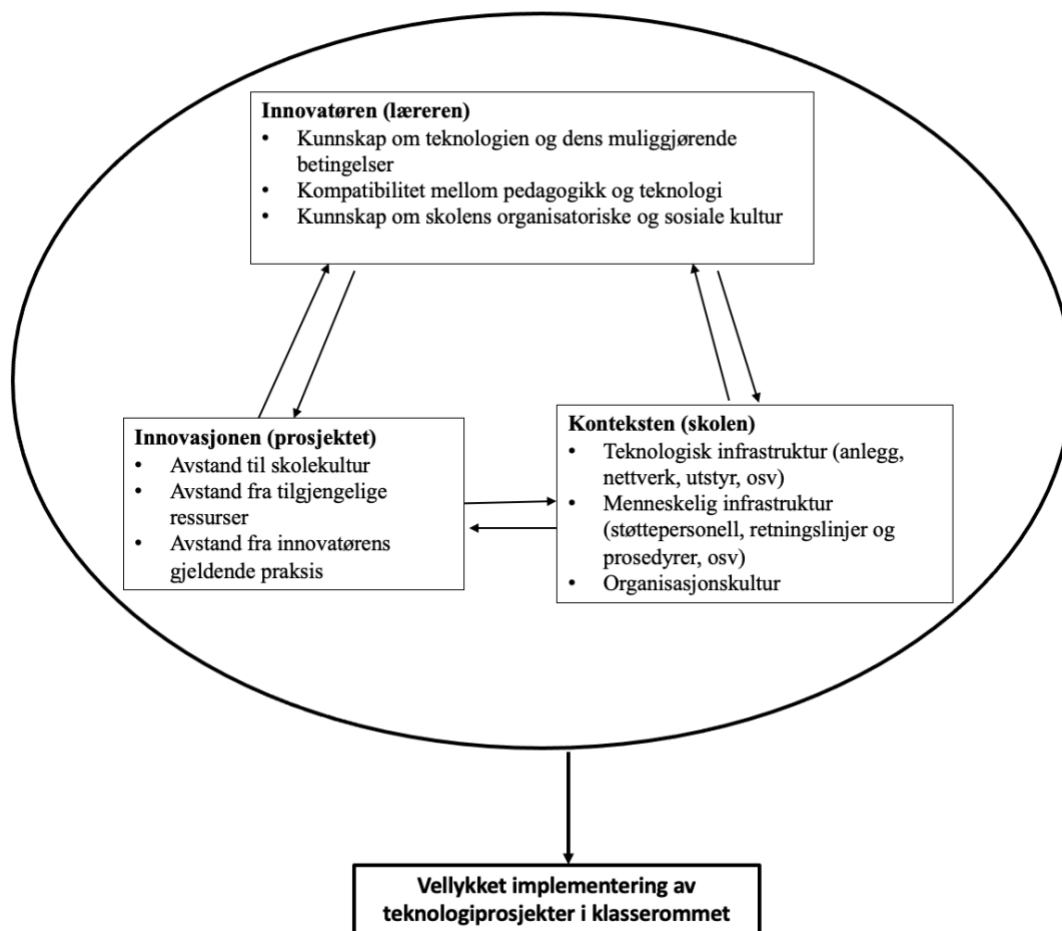 Innovatøren (læreren)
• Kunnskap om teknologien og dens muliggjørende
betingelser
• Kompatibilitet mellom pedagogikk og teknologi
• Kunnskap om skolens organisatoriske og sosiale kultur
Innovasjonen (prosjektet)
• Avstand til skolekultur
• Avstand fra tilgjengelige
ressurser
• Avstand fra innovatørens
gjeldende praksis
Konteksten (skolen)
• Teknologisk infrastruktur (anlegg,
nettverk, utstyr, osv)
• Menneskelig infrastruktur
(støttepersonell, retningslinjer og
prosedyrer, osv)
• Organisasjonskultur
Vellykket implementering av
teknologiprosjekter i klasserommet